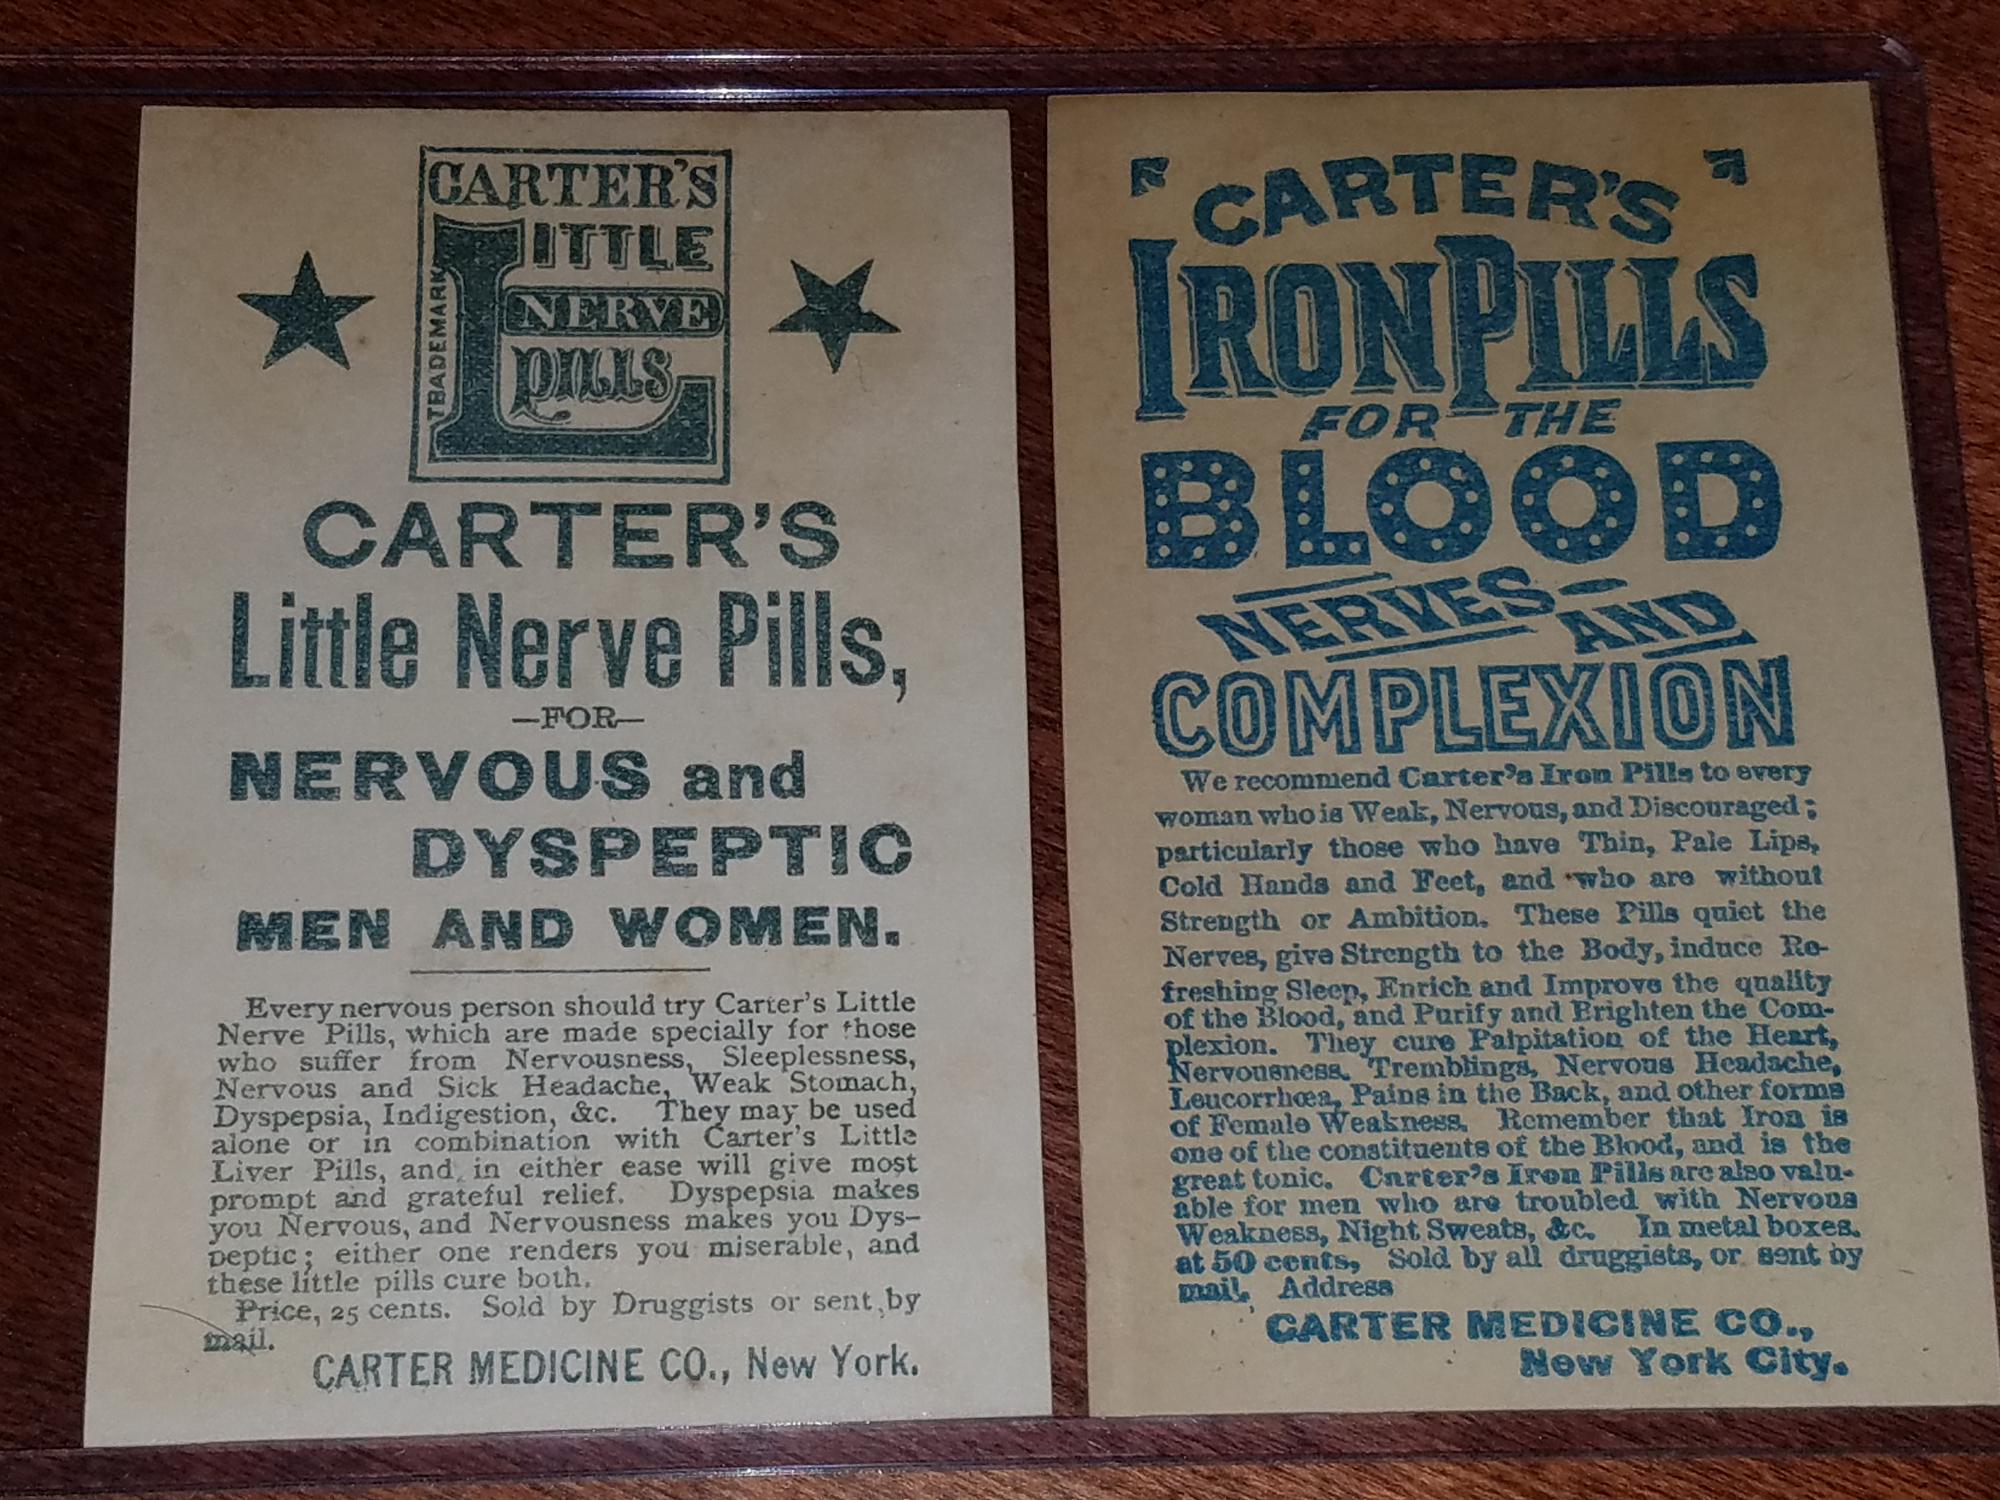 CARTER'S
LITTLE
NERVE
PILLS
TRADEMARK
CARTER'S
Little Nerve Pills,
—FOR—
NERVOUS and
DYSPEPTIC
MEN AND WOMEN.
Every nervous person should try Carter's Little
Nerve Pills, which are made specially for those
who suffer from Nervousness, Sleeplessness,
Nervous and Sick Headache, Weak Stomach,
Dyspepsia, Indigestion, &c. They may be used
alone or in combination with Carter's Little
Liver Pills, and in either ease will give most
prompt and grateful relief. Dyspepsia makes
you Nervous, and Nervousness makes you Dys-
peptic; either one renders you miserable, and
these little pills cure both.
Price, 25 cents. Sold by Druggists or sent by
mail.
CARTER MEDICINE CO., New York.
CARTER'S
IRON PILLS
FOR THE
BLOOD
NERVES AND
COMPLEXION
We recommend Carter's Iron Pills to every
woman who is Weak, Nervous, and Discouraged;
particularly those who have Thin, Pale Lips,
Cold Hands and Feet, and who are without
Strength or Ambition. These Pills quiet the
Nerves, give Strength to the Body, induce Re-
freshing Sleep, Enrich and Improve the quality
of the Blood, and Purify and Brighten the Com-
plexion. They cure Palpitation of the Heart,
Nervousness, Tremblings, Nervous Headache,
Leucorrhœa, Pains in the Back, and other forms
of Female Weakness. Remember that Iron is
one of the constituents of the Blood, and is the
great tonic. Carter's Iron Pills are also valu-
able for men who are troubled with Nervous
Weakness, Night Sweats, &c. In metal boxes,
at 50 cents, Sold by all druggists, or sent by
mail. Address
CARTER MEDICINE CO.,
New York City.